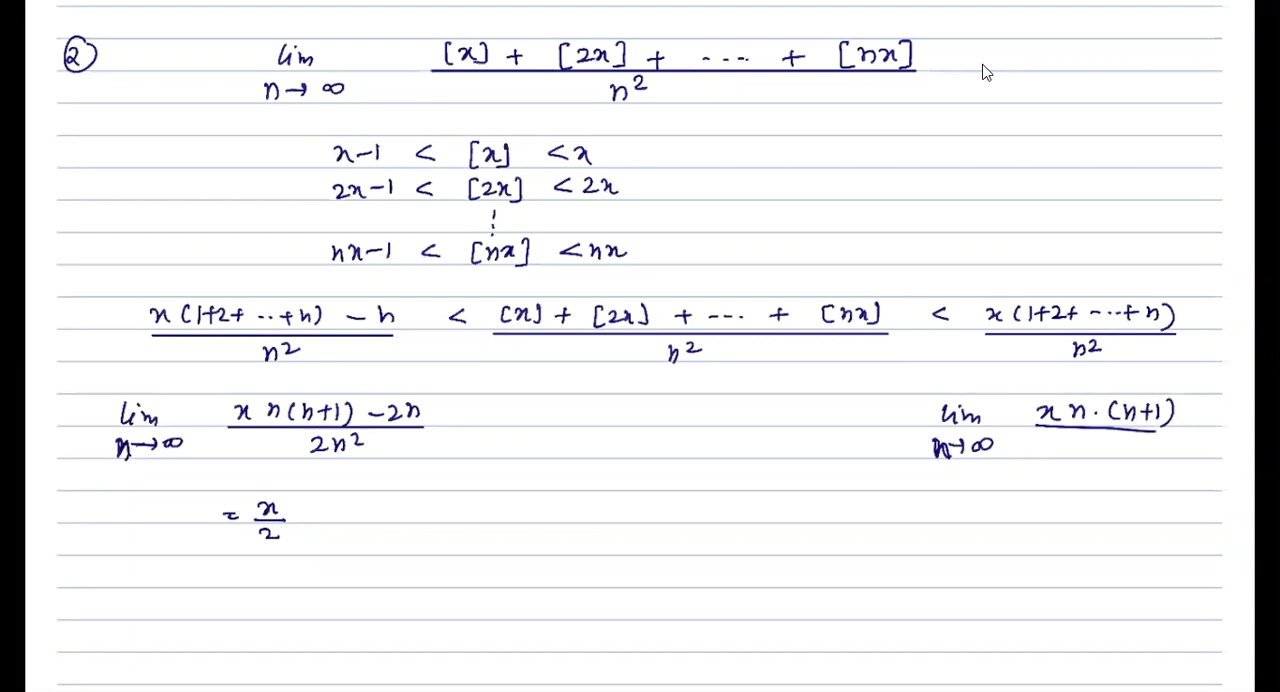 ② lim n→∞ ([x] + [2x] + ---- + [nx]) / n²
x-1 < [x] < x
2x-1 < [2x] < 2x
⋮
nx-1 < [nx] < nx
(x(1+2+ ··+n) - n) / n² < ([x] + [2x] + --- + [nx]) / n² < (x(1+2+ --·+n)) / n²
lim n→∞ (x n(n+1) - 2n) / 2n² lim n→∞ x n·(n+1)
= x/2